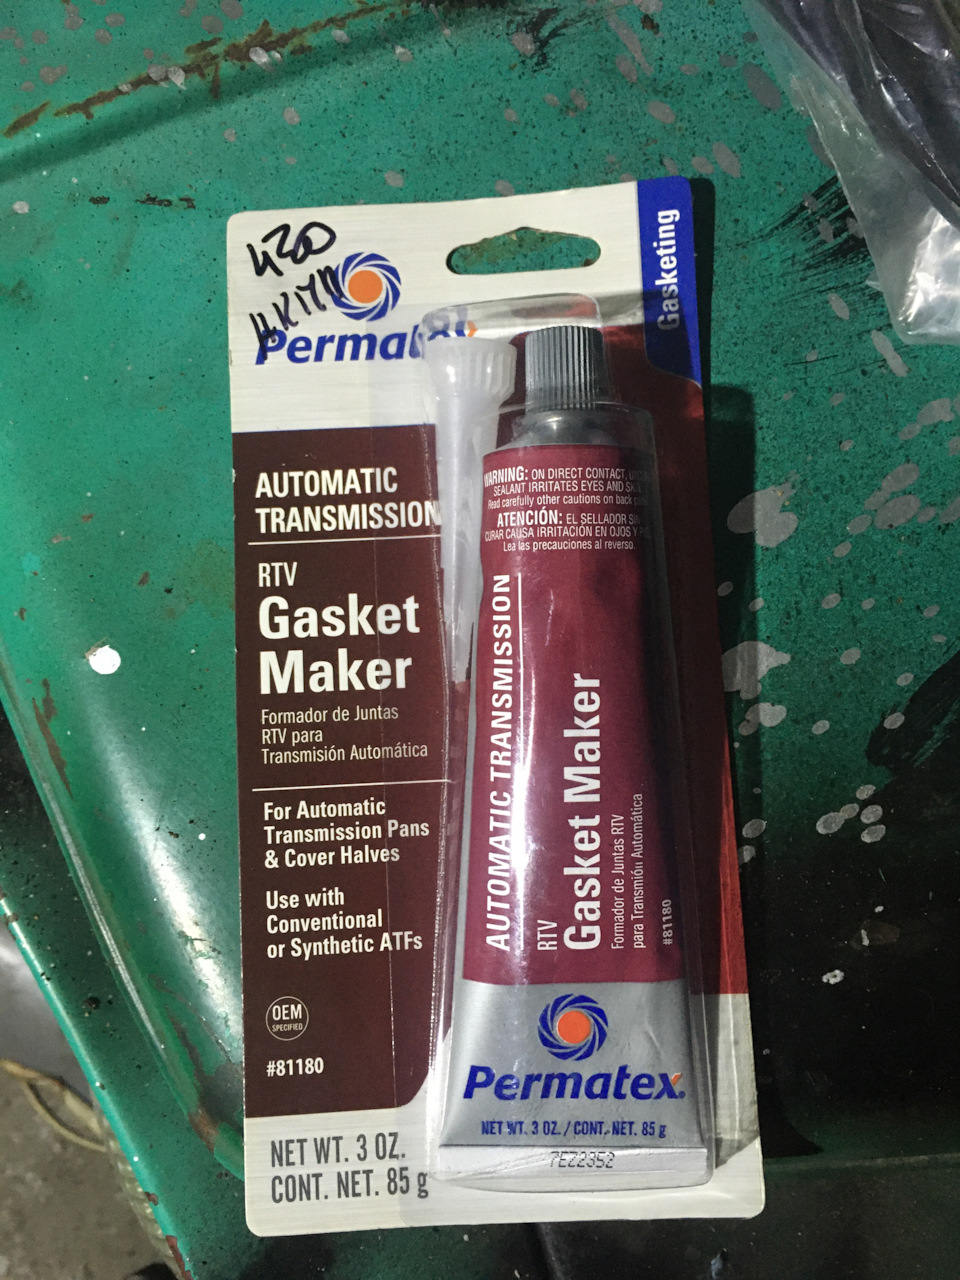 430
Permatex
Gasketing
AUTOMATIC
TRANSMISSION
RTV
Gasket
Maker
Formador de Juntas
RTV para
Transmisión Automática
For Automatic
Transmission Pans
& Cover Halves
Use with
Conventional
or Synthetic ATFs
OEM
SPECIFIED
#81180
NET WT. 3 OZ.
CONT. NET. 85 g
WARNING: ON DIRECT CONTACT,
SEALANT IRRITATES EYES AND
Read carefully other cautions on back
ATENCIÓN: EL SELLADOR
CURAR CAUSA IRRITACIÓN EN OJOS Y
Lea las precauciones al reverso.
AUTOMATIC TRANSMISSION
RTV
Gasket Maker
Formador de Juntas RTV
para Transmisión Automática
#81180
Permatex
NET WT. 3 OZ. / CONT. NET. 85 g
7EZ2352